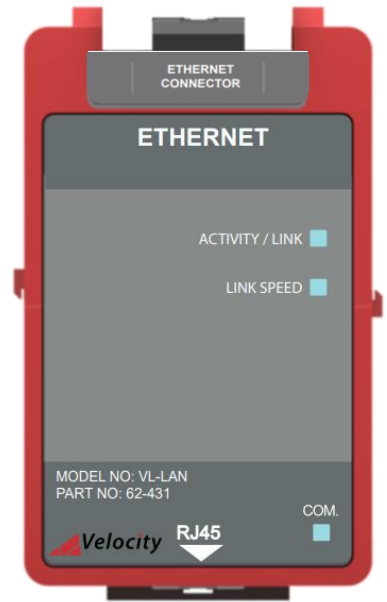 ETHERNET
CONNECTOR
ETHERNET
ACTIVITY / LINK
LINK SPEED
MODEL NO: VL-LAN
PART NO: 62-431
COM.
Velocity
RJ45